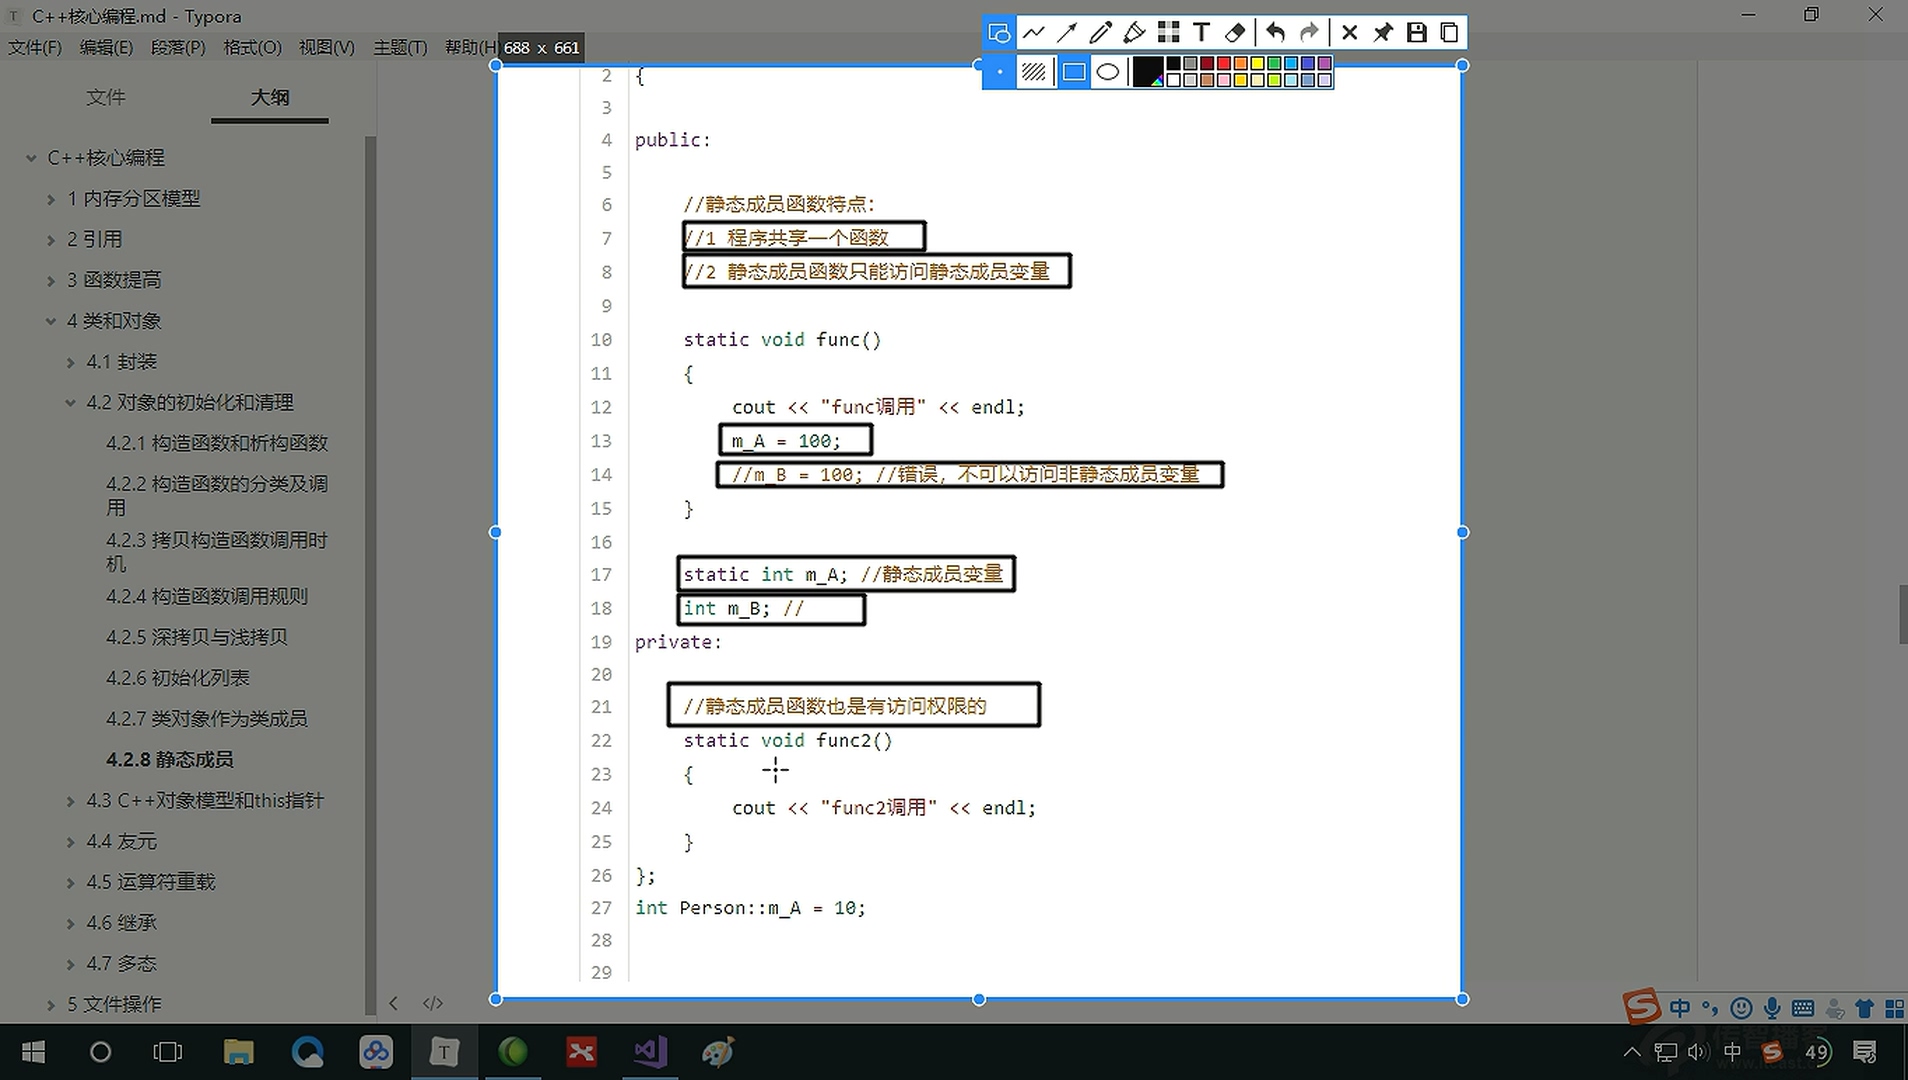 C++核心编程.md - Typora
文件(F) 编辑(E) 段落(P) 格式(O) 视图(V) 主题(T) 帮助(H)
688 x 661
文件 大纲
C++核心编程
1 内存分区模型
2 引用
3 函数提高
4 类和对象
4.1 封装
4.2 对象的初始化和清理
4.2.1 构造函数和析构函数
4.2.2 构造函数的分类及调
用
4.2.3 拷贝构造函数调用时
机
4.2.4 构造函数调用规则
4.2.5 深拷贝与浅拷贝
4.2.6 初始化列表
4.2.7 类对象作为类成员
4.2.8 静态成员
4.3 C++对象模型和this指针
4.4 友元
4.5 运算符重载
4.6 继承
4.7 多态
5 文件操作
2 {
3
4 public:
5
6 //静态成员函数特点:
7 //1 程序共享一个函数
8 //2 静态成员函数只能访问静态成员变量
9
10 static void func()
11 {
12 cout << "func调用" << endl;
13 m_A = 100;
14 //m_B = 100; //错误，不可以访问非静态成员变量
15 }
16
17 static int m_A; //静态成员变量
18 int m_B; //
19 private:
20
21 //静态成员函数也是有访问权限的
22 static void func2()
23 {
24 cout << "func2调用" << endl;
25 }
26 };
27 int Person::m_A = 10;
28
29
中
中 49